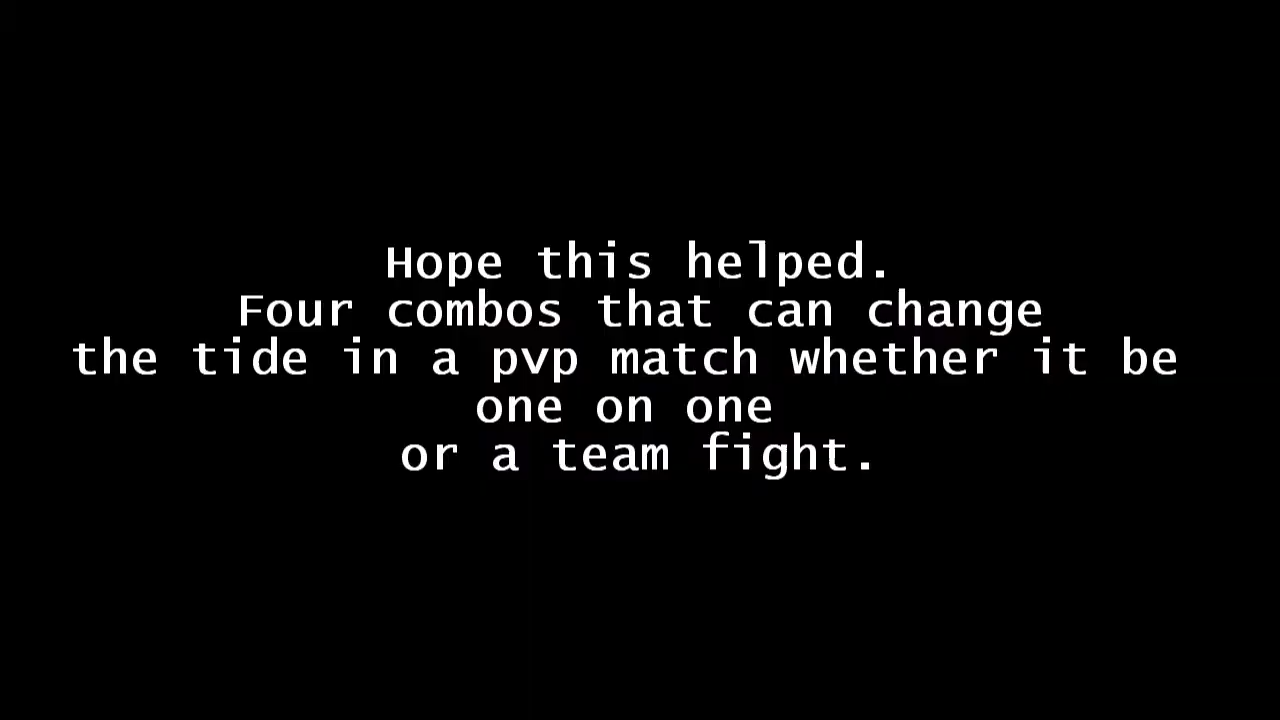 Hope this helped.
Four combos that can change
the tide in a pvp match whether it be
one on one
or a team fight.